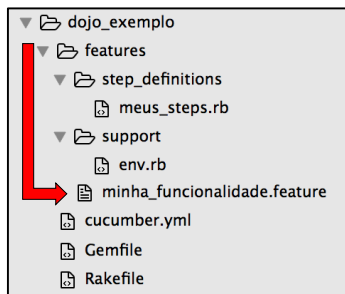 dojo_exemplo
features
step_definitions
meus_steps.rb
support
env.rb
minha_funcionalidade.feature
cucumber.yml
Gemfile
Rakefile